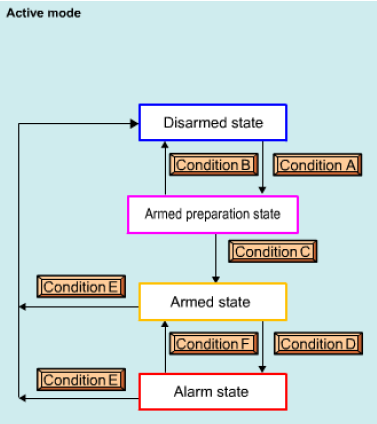 Active mode
Disarmed state
Condition B
Condition A
Armed preparation state
Condition C
Condition E
Armed state
Condition F
Condition D
Condition E
Alarm state